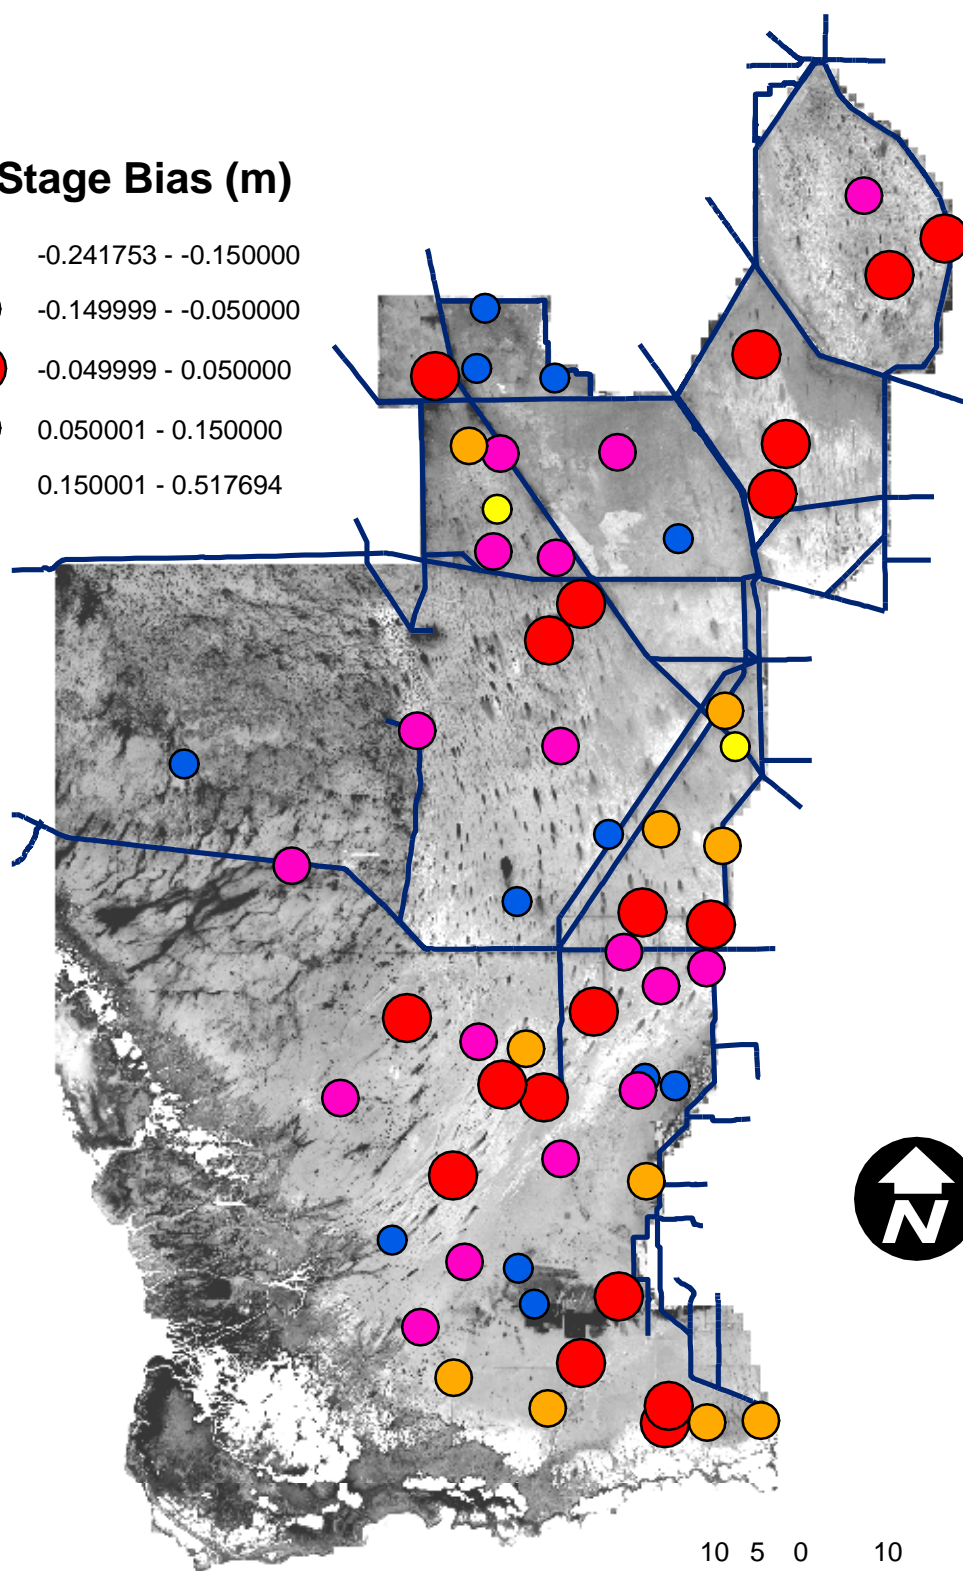 Stage Bias (m)
-0.241753 - -0.150000
-0.149999 - -0.050000
-0.049999 - 0.050000
0.050001 - 0.150000
0.150001 - 0.517694
N
10 5 0 10